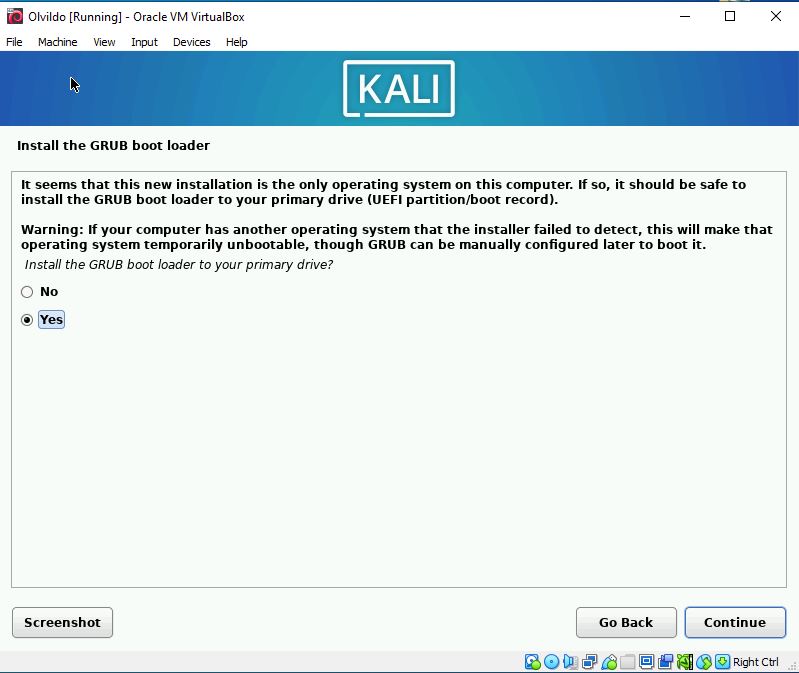 Olvildo [Running] - Oracle VM VirtualBox
File Machine View Input Devices Help
KALI
Install the GRUB boot loader
It seems that this new installation is the only operating system on this computer. If so, it should be safe to
install the GRUB boot loader to your primary drive (UEFI partition/boot record).
Warning: If your computer has another operating system that the installer failed to detect, this will make that
operating system temporarily unbootable, though GRUB can be manually configured later to boot it.
Install the GRUB boot loader to your primary drive?
No
Yes
Screenshot Go Back Continue
Right Ctrl